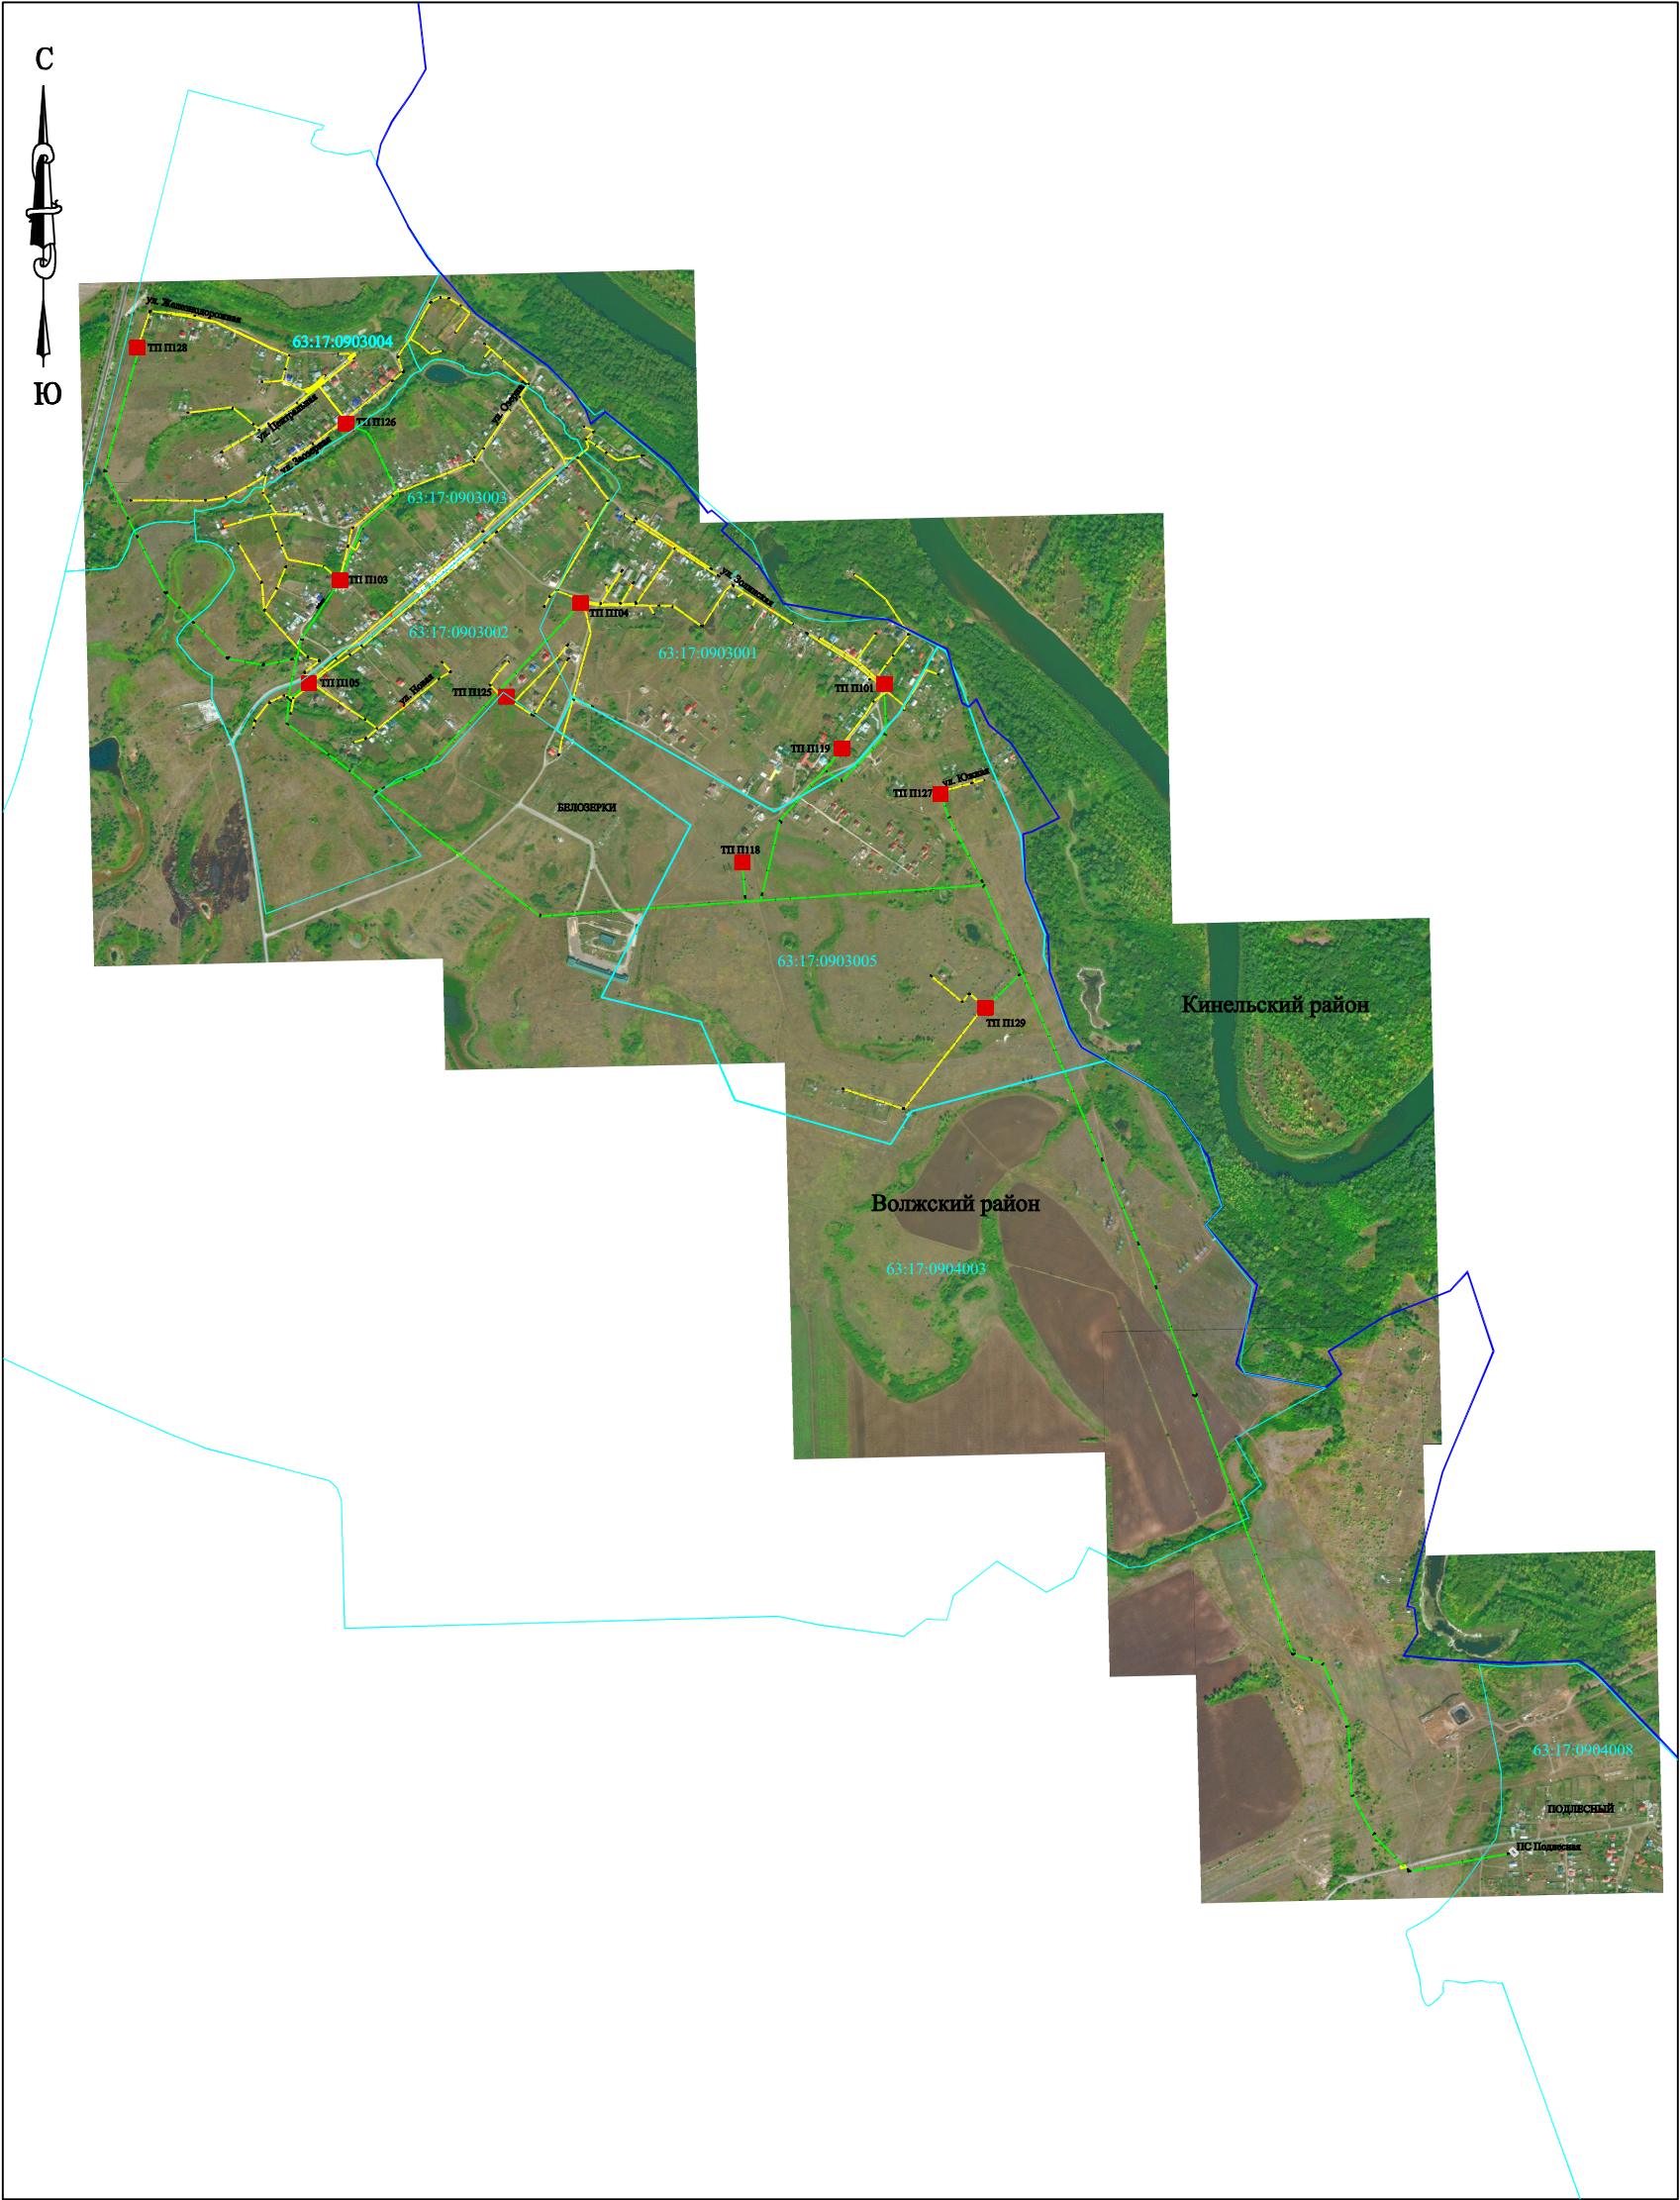 С
Ю
ул. Железнодорожная
63:17:0903004
ТП П128
ул. Центральная
ул. Озерная
ТП П126
ул. Заозерная
63:17:0903003
ТП П103
ул. Золинская
ТП П104
63:17:0903002
63:17:0903001
ТП П105
ул. Новая
ТП П125
ТП П101
ТП П119
ул. Южная
ТП П127
БЕЛОЗЕРКИ
ТП П118
63:17:0903005
Кинельский район
ТП П129
Волжский район
63:17:0904003
63:17:0904008
ПОДЛЕСНЫЙ
ПС Подлесная